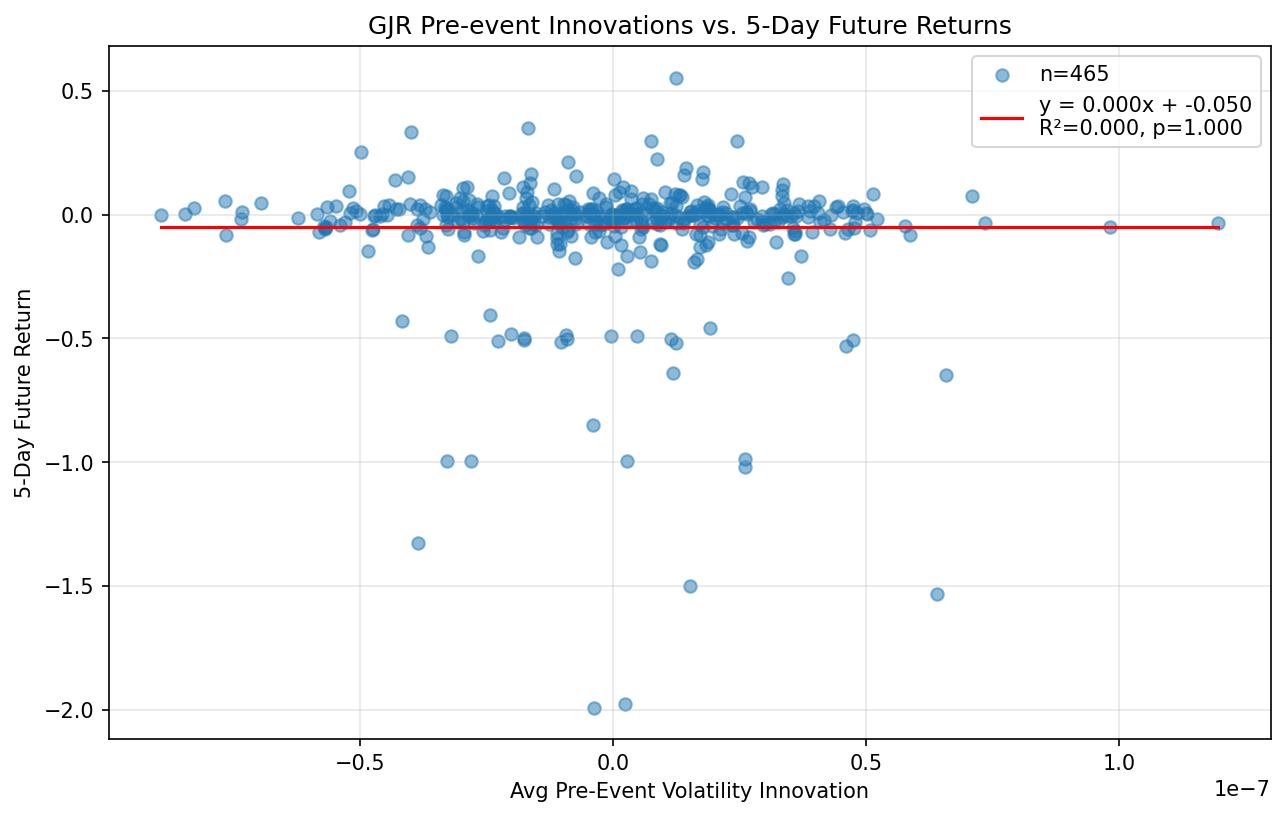 GJR Pre-event Innovations vs. 5-Day Future Returns
n=465
y = 0.000x + -0.050
R²=0.000, p=1.000
5-Day Future Return
0.5
0.0
−0.5
−1.0
−1.5
−2.0
−0.5
0.0
0.5
1.0
1e−7
Avg Pre-Event Volatility Innovation